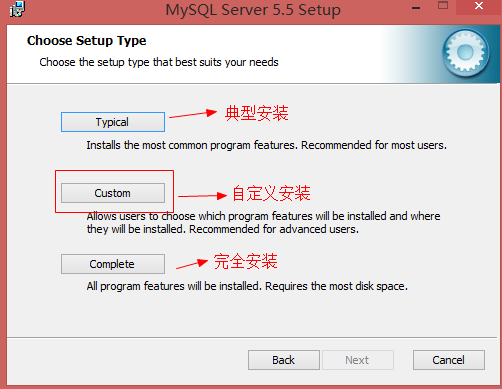 MySQL Server 5.5 Setup
Choose Setup Type
Choose the setup type that best suits your needs
Typical
典型安装
Installs the most common program features. Recommended for most users.
Custom
自定义安装
Allows users to choose which program features will be installed and where
they will be installed. Recommended for advanced users.
Complete
完全安装
All program features will be installed. Requires the most disk space.
Back Next Cancel